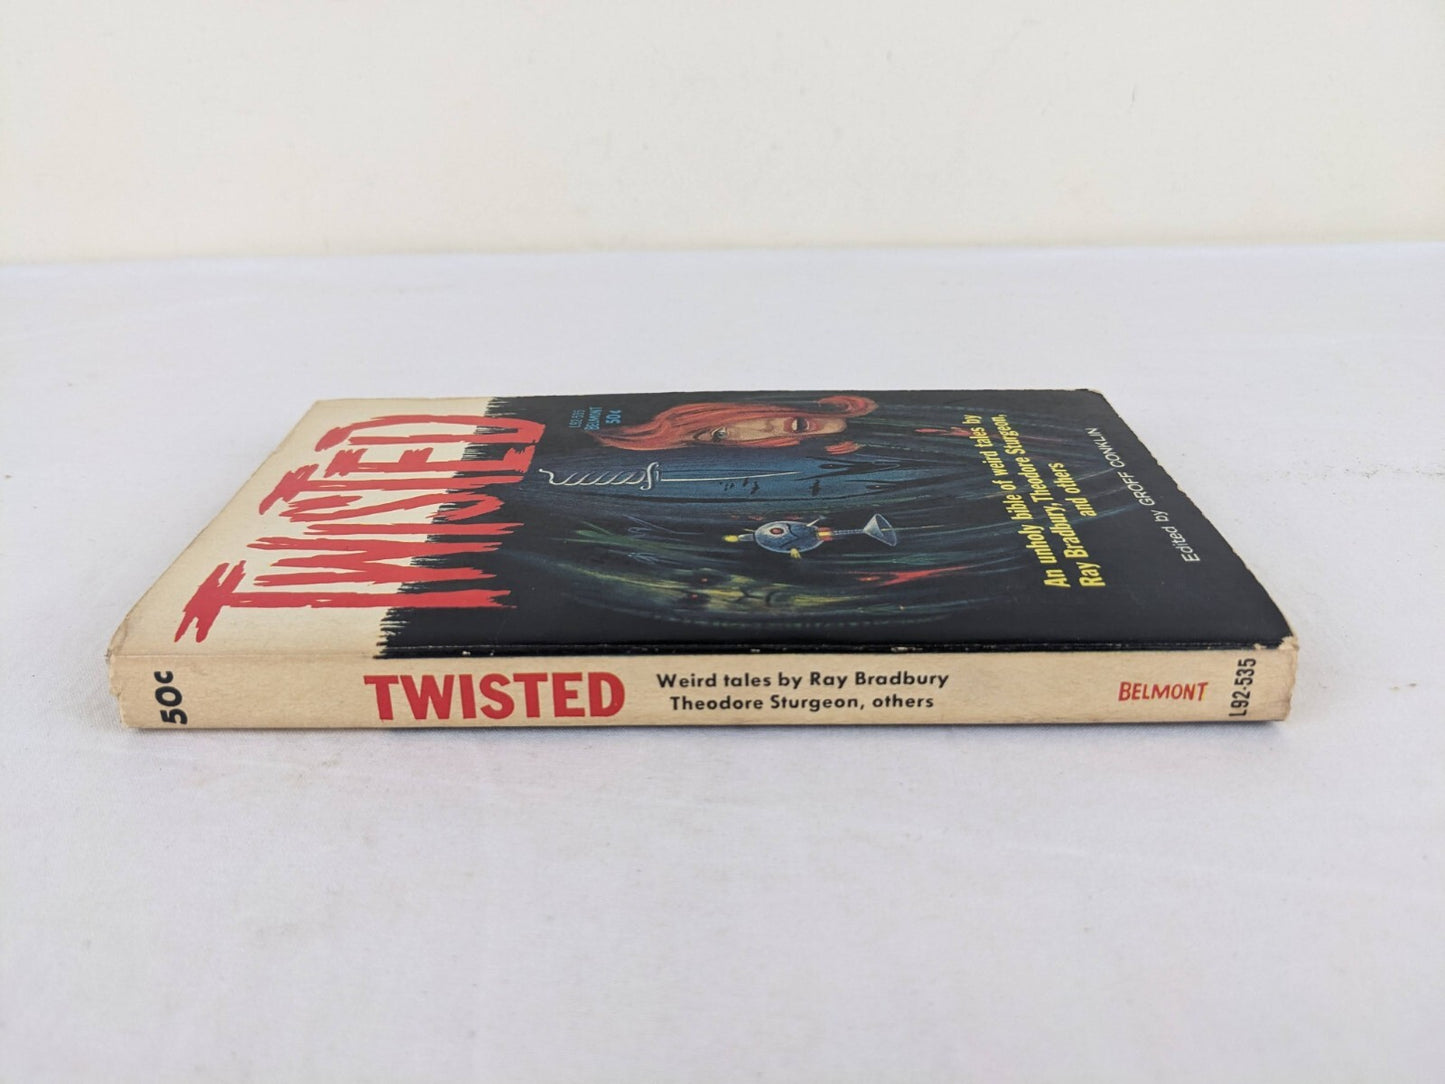 TWISTED
L92-535
BELMONT
50¢
An unholy bible of weird tales by
Ray Bradbury, Theodore Sturgeon,
and others
Edited by GROFF CONKLIN
50¢
TWISTED
Weird tales by Ray Bradbury
Theodore Sturgeon, others
BELMONT
L92-535